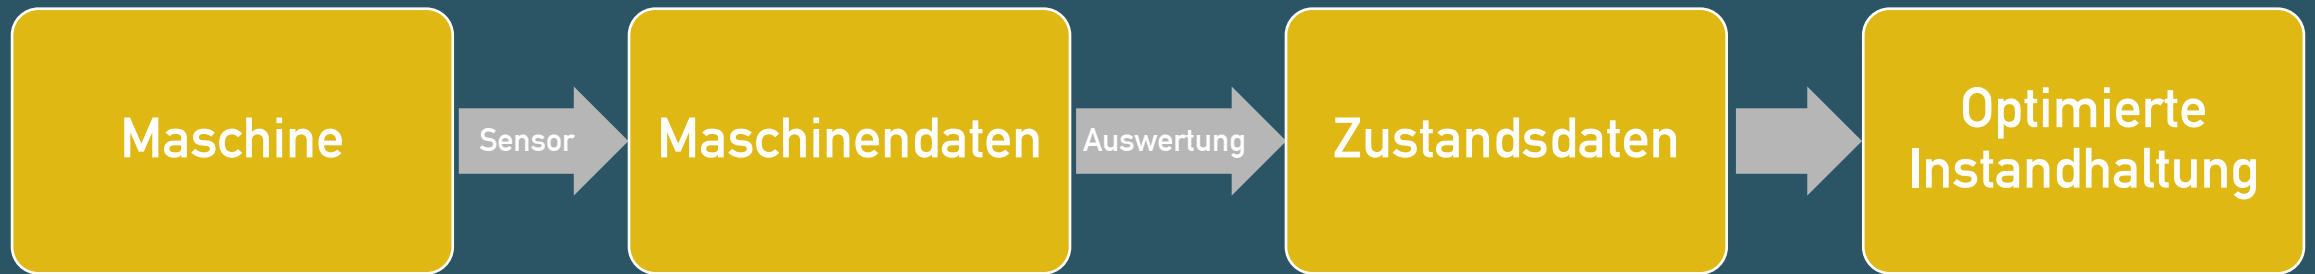 Maschine
Sensor
Maschinendaten
Auswertung
Zustandsdaten
Optimierte
Instandhaltung